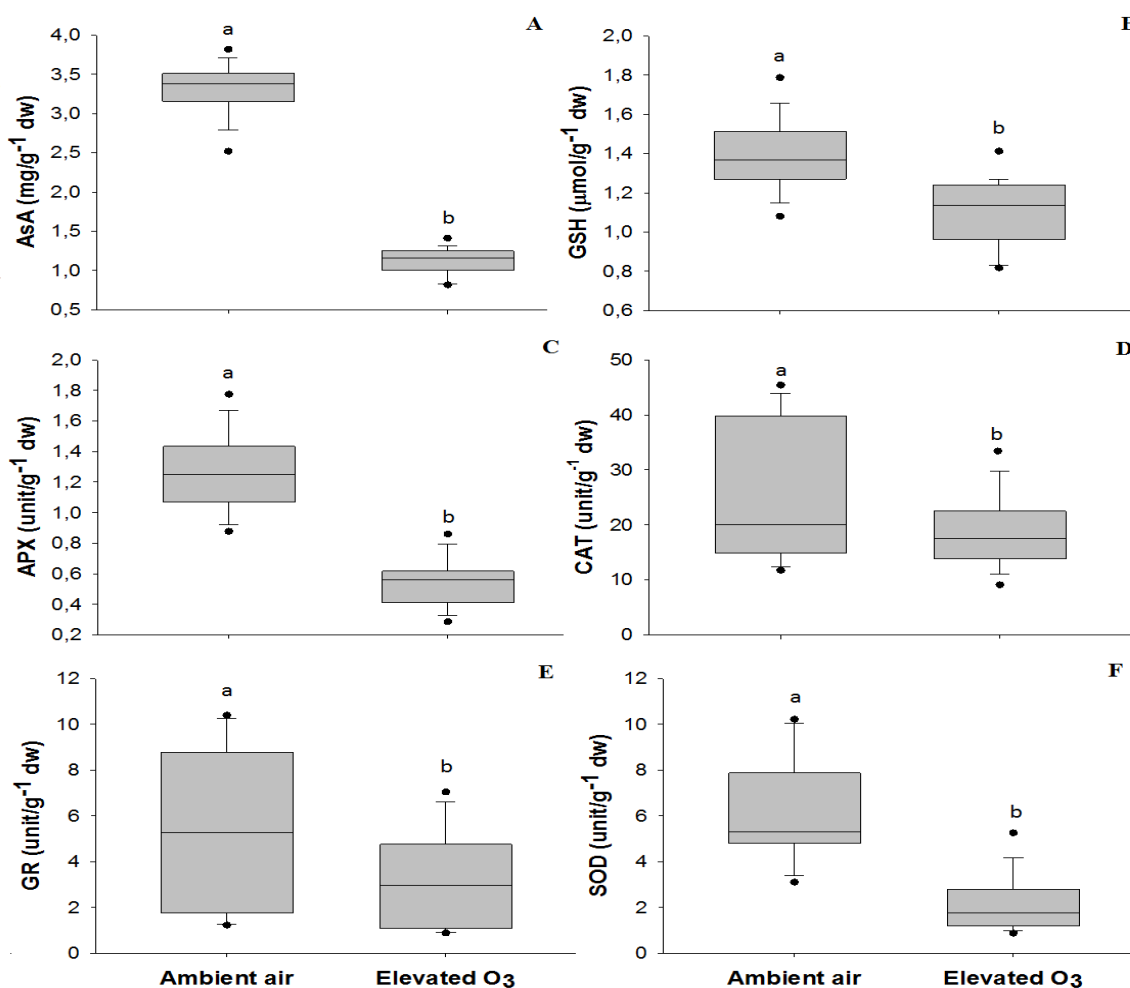 A
AsA (mg/g-1 dw)
4,0
3,5
3,0
2,5
2,0
1,5
1,0
0,5
a
b
B
GSH (µmol/g-1 dw)
2,0
1,8
1,6
1,4
1,2
1,0
0,8
0,6
a
b
C
APX (unit/g-1 dw)
2,0
1,8
1,6
1,4
1,2
1,0
0,8
0,6
0,4
0,2
a
b
D
CAT (unit/g-1 dw)
50
40
30
20
10
0
a
b
E
GR (unit/g-1 dw)
12
10
8
6
4
2
0
a
b
Ambient air
Elevated O3
F
SOD (unit/g-1 dw)
12
10
8
6
4
2
0
a
b
Ambient air
Elevated O3